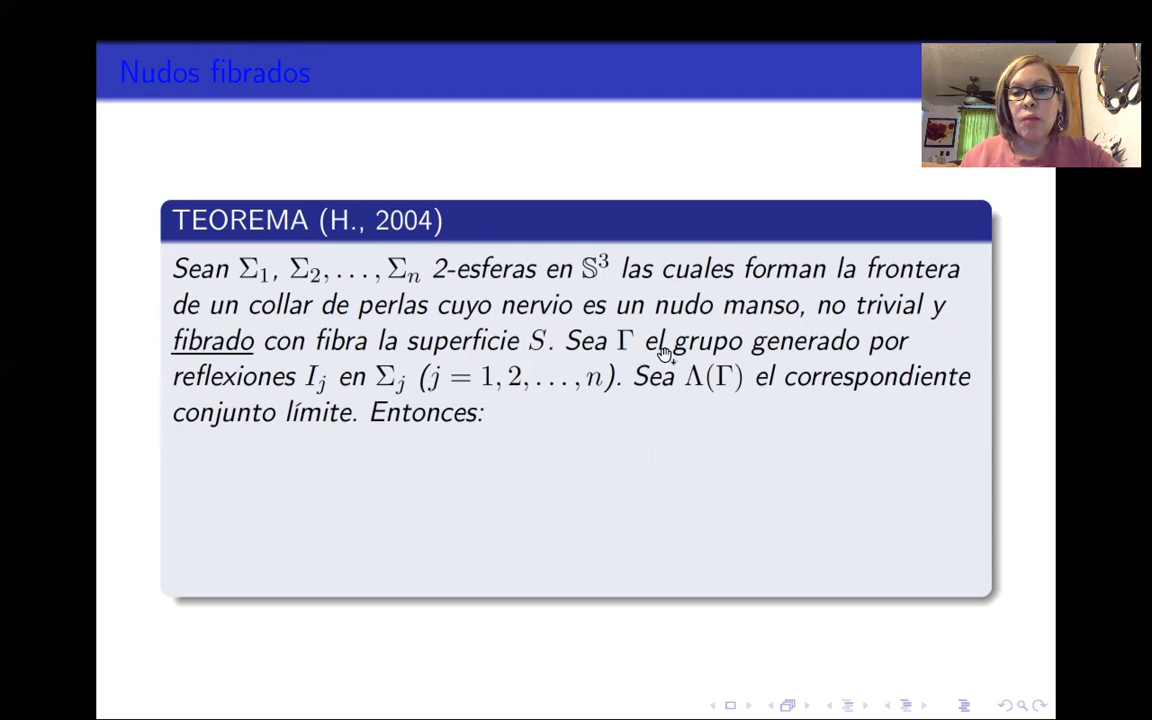 Nudos fibrados
TEOREMA (H., 2004)
Sean Σ₁, Σ₂, . . . , Σₙ 2-esferas en 𝕊³ las cuales forman la frontera
de un collar de perlas cuyo nervio es un nudo manso, no trivial y
fibrado con fibra la superficie S. Sea Γ el grupo generado por
reflexiones Iⱼ en Σⱼ (j = 1, 2, . . . , n). Sea Λ(Γ) el correspondiente
conjunto límite. Entonces: